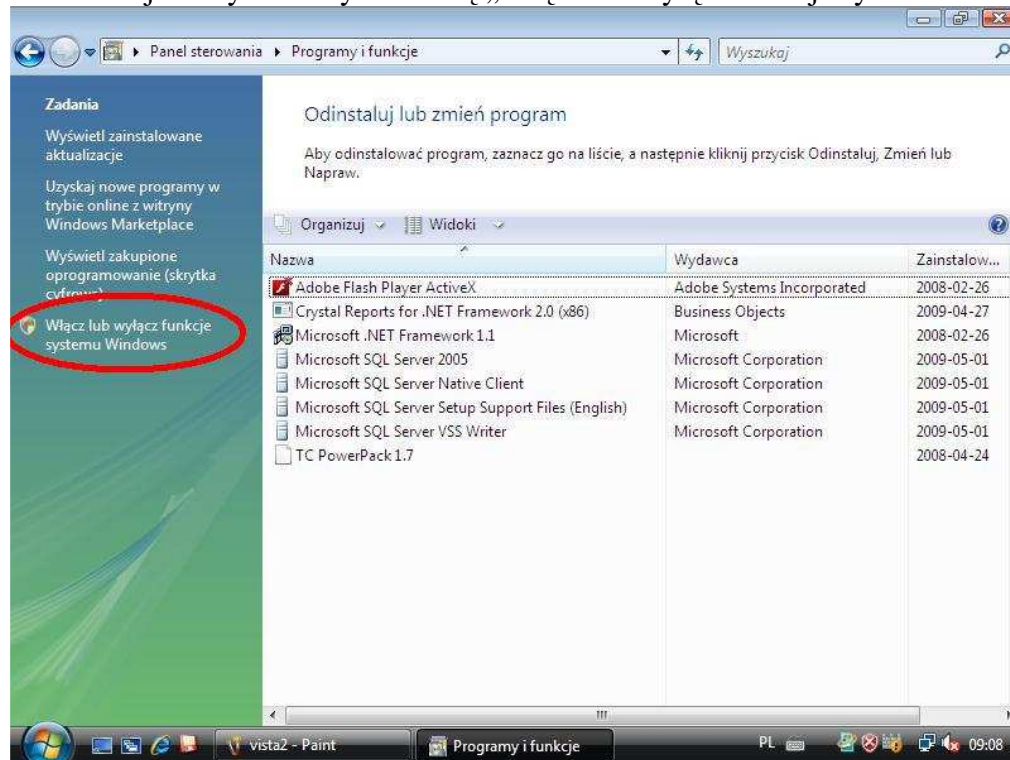 Panel sterowania ▸ Programy i funkcje
Wyszukaj
Zadania
Wyświetl zainstalowane
aktualizacje
Uzyskaj nowe programy w
trybie online z witryny
Windows Marketplace
Wyświetl zakupione
oprogramowanie (skrytka
cyfrowa)
Włącz lub wyłącz funkcje
systemu Windows
Odinstaluj lub zmień program
Aby odinstalować program, zaznacz go na liście, a następnie kliknij przycisk Odinstaluj, Zmień lub
Napraw.
Organizuj Widoki
Nazwa Wydawca Zainstalow...
Adobe Flash Player ActiveX Adobe Systems Incorporated 2008-02-26
Crystal Reports for .NET Framework 2.0 (x86) Business Objects 2009-04-27
Microsoft .NET Framework 1.1 Microsoft 2008-02-26
Microsoft SQL Server 2005 Microsoft Corporation 2009-05-01
Microsoft SQL Server Native Client Microsoft Corporation 2009-05-01
Microsoft SQL Server Setup Support Files (English) Microsoft Corporation 2009-05-01
Microsoft SQL Server VSS Writer Microsoft Corporation 2009-05-01
TC PowerPack 1.7 2008-04-24
vista2 - Paint Programy i funkcje PL 09:08